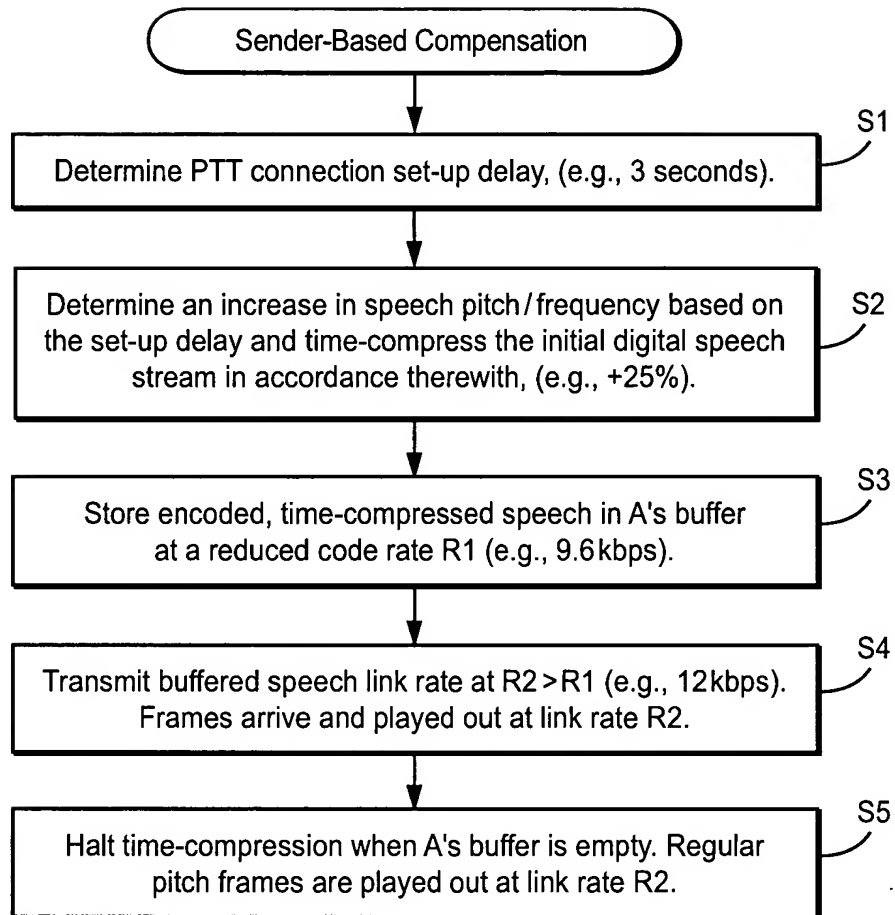 Sender-Based Compensation
S1
Determine PTT connection set-up delay, (e.g., 3 seconds).
S2
Determine an increase in speech pitch/frequency based on
the set-up delay and time-compress the initial digital speech
stream in accordance therewith, (e.g., +25%).
S3
Store encoded, time-compressed speech in A's buffer
at a reduced code rate R1 (e.g., 9.6kbps).
S4
Transmit buffered speech link rate at R2>R1 (e.g., 12kbps).
Frames arrive and played out at link rate R2.
S5
Halt time-compression when A's buffer is empty. Regular
pitch frames are played out at link rate R2.